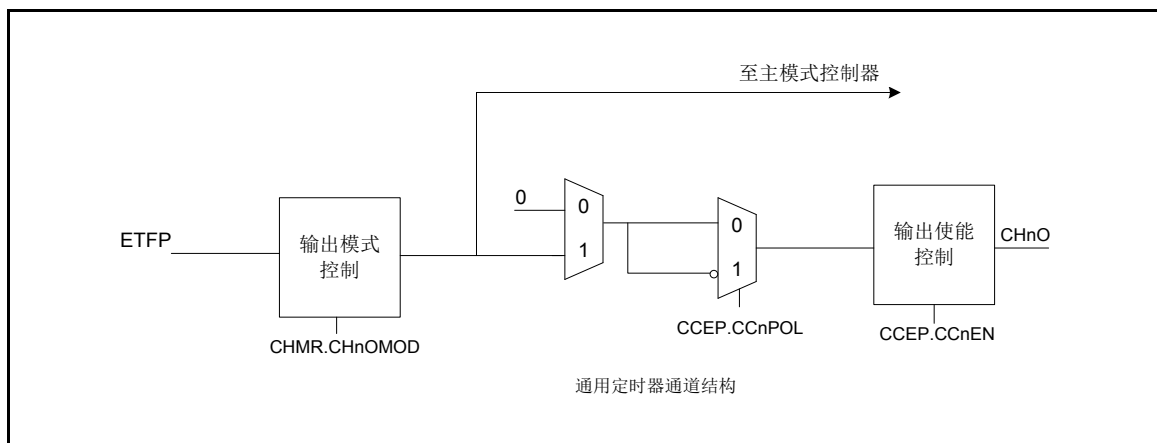 至主模式控制器
ETFP
输出模式
控制
CHMR.CHnOMOD
0
0
1
0
1
CCEP.CCnPOL
输出使能
控制
CCEP.CCnEN
CHnO
通用定时器通道结构